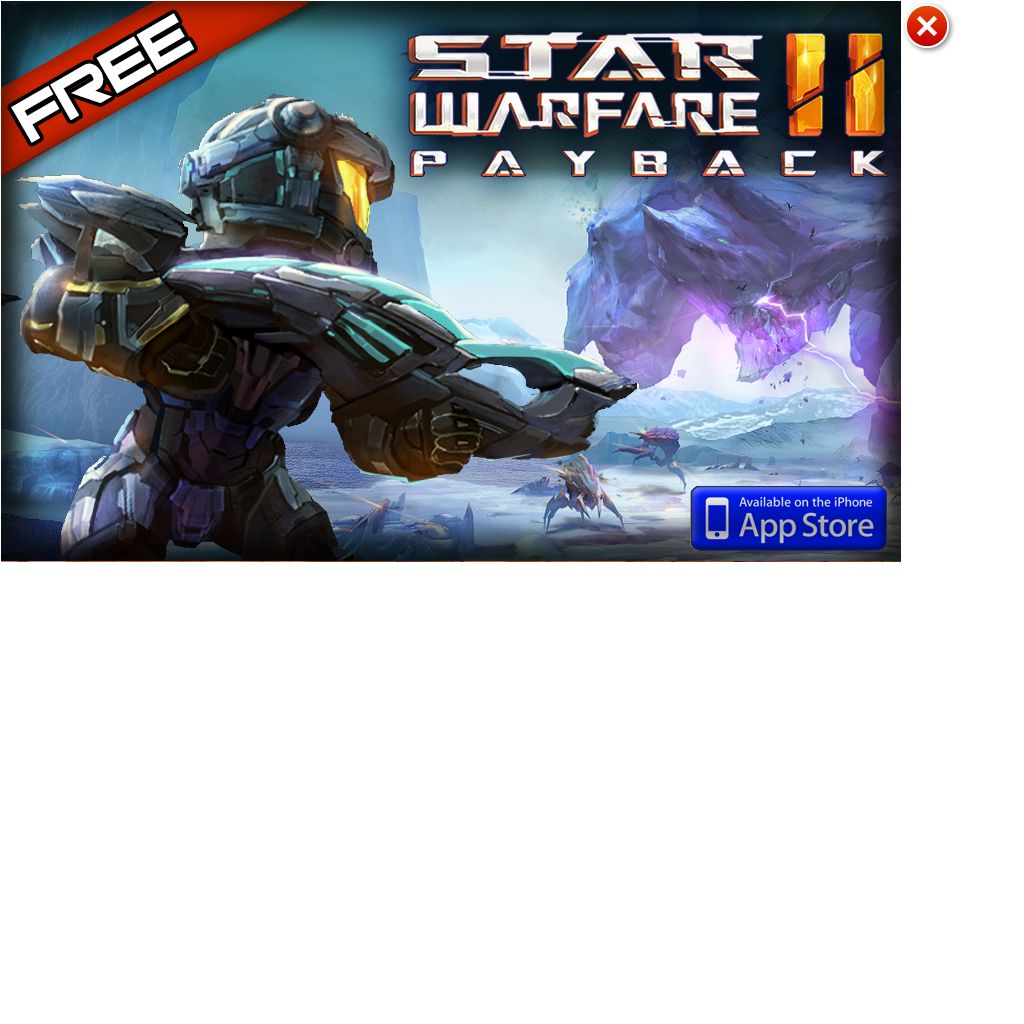 FREE
STAR
WARFARE II
PAYBACK
Available on the iPhone
App Store